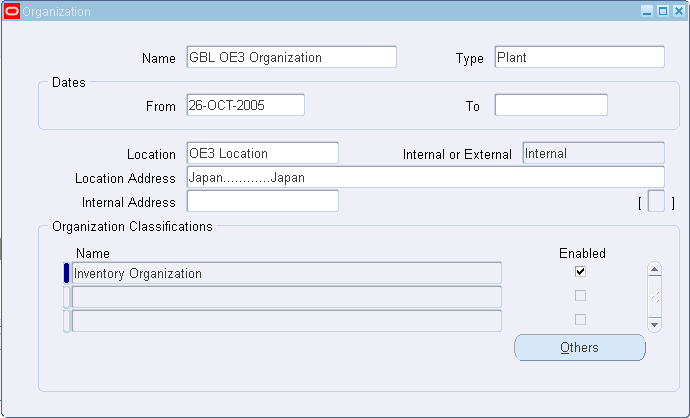 Organization
Name GBL OE3 Organization Type Plant
Dates
From 26-OCT-2005 To
Location OE3 Location Internal or External Internal
Location Address Japan............Japan
Internal Address [ ]
Organization Classifications
Name Enabled
Inventory Organization
Others